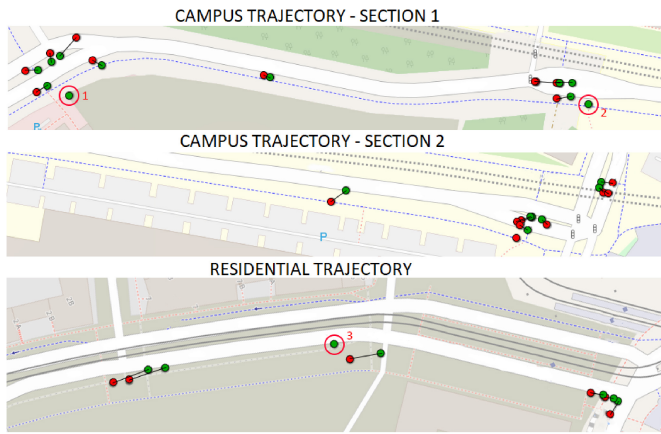 CAMPUS TRAJECTORY - SECTION 1
1
2
P
CAMPUS TRAJECTORY - SECTION 2
P
RESIDENTIAL TRAJECTORY
3